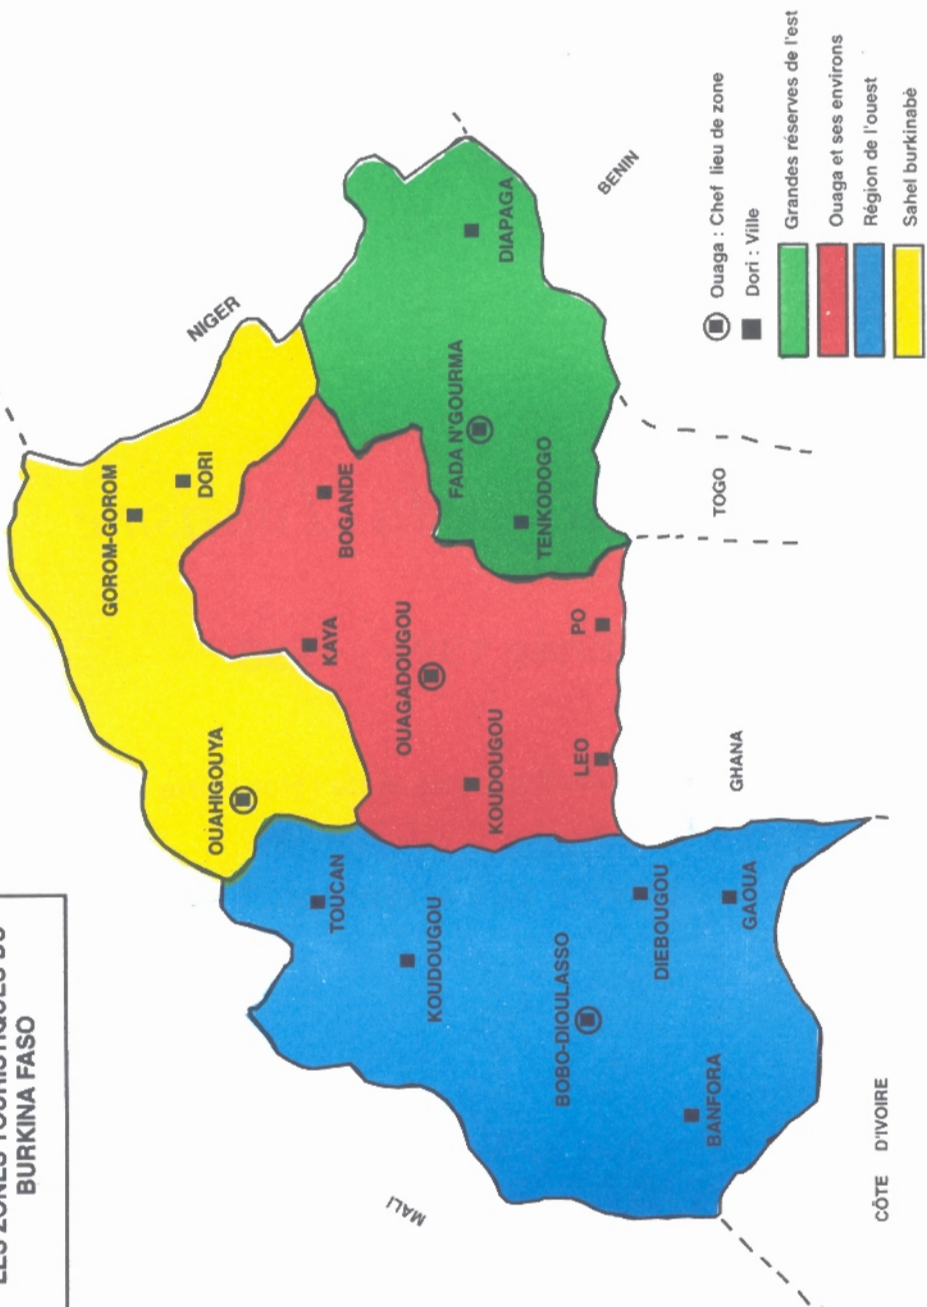 LES ZONES TOURISTIQUES DU
BURKINA FASO
NIGER
GOROM-GOROM
DORI
OUAHIGOUYA
BOGANDE
KAYA
TOUCAN
DIAPAGA
FADA N'GOURMA
OUAGADOUGOU
KOUDOUGOU
KOUDOUGOU
TENKODOGO
MALI
BOBO-DIOULASSO
PO
LEO
DIEBOUGOU
BENIN
BANFORA
GAOUA
TOGO
GHANA
CÔTE D'IVOIRE
Ouaga : Chef lieu de zone
Dori : Ville
Grandes réserves de l'est
Ouaga et ses environs
Région de l'ouest
Sahel burkinabè